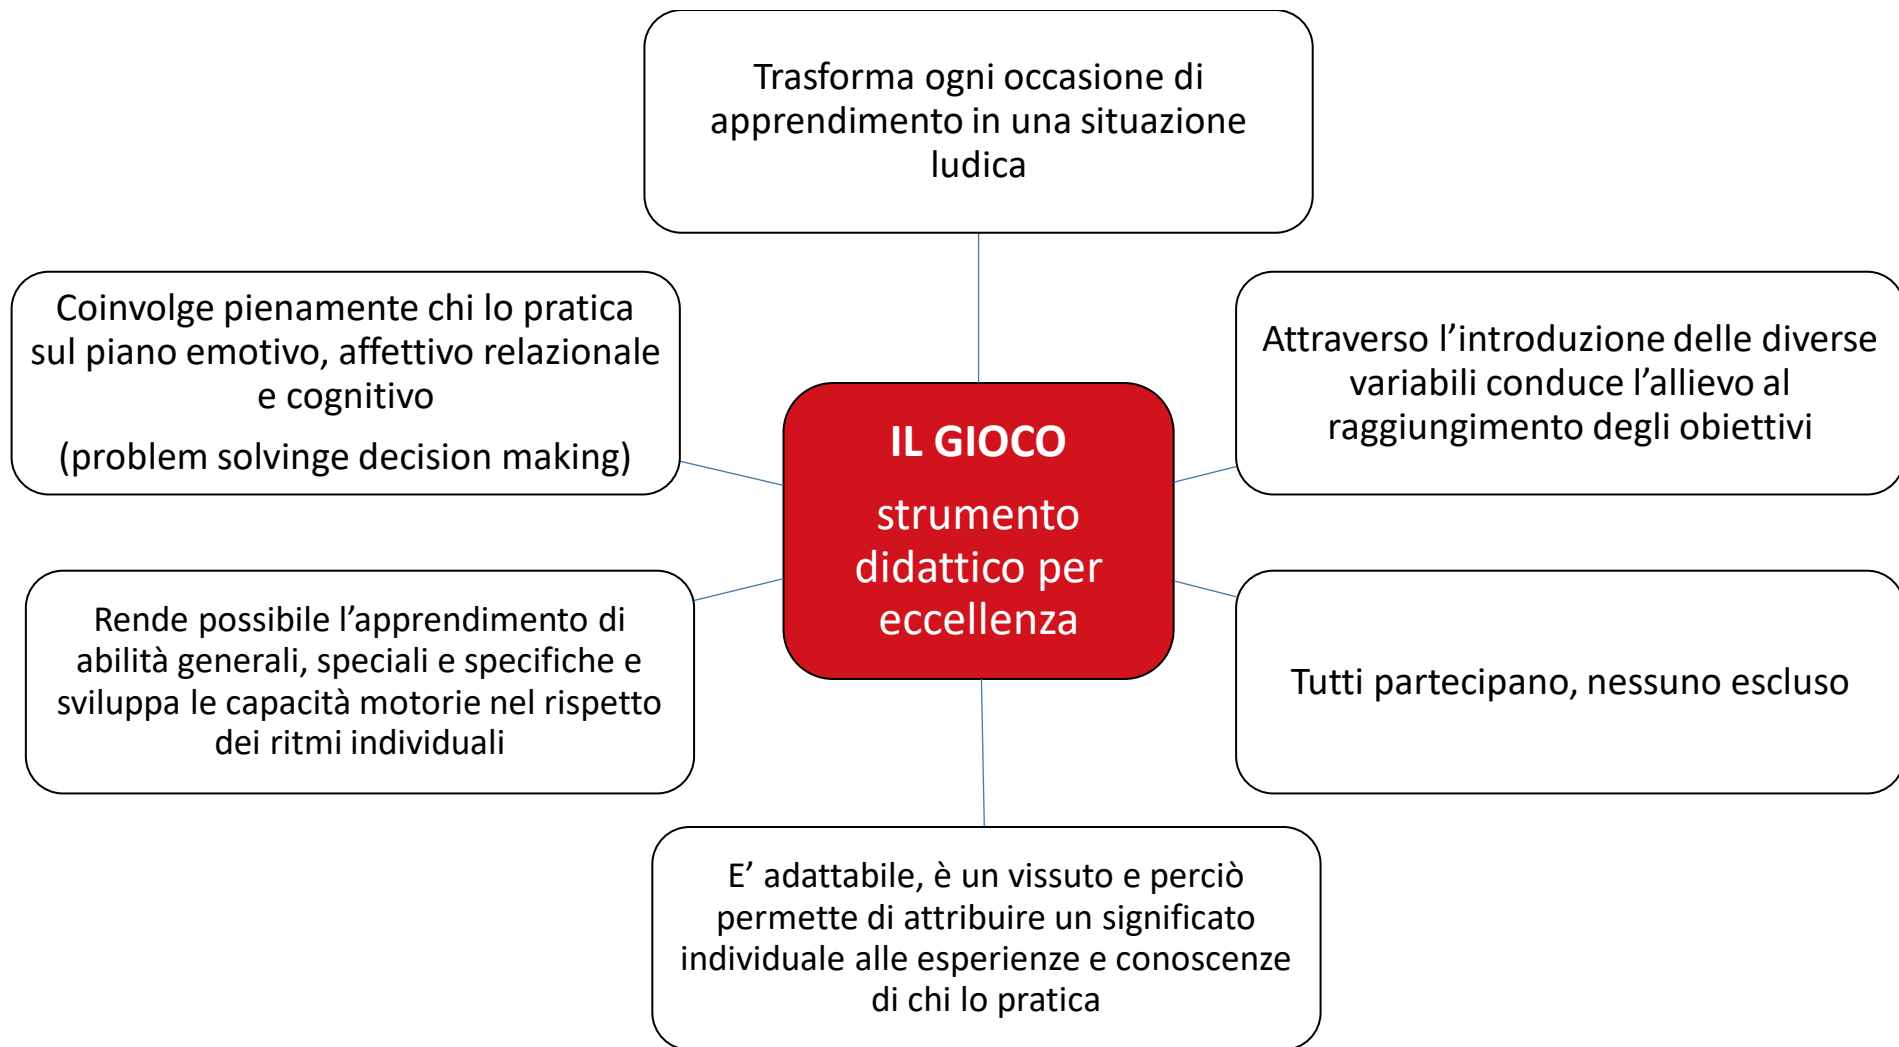 Trasforma ogni occasione di
apprendimento in una situazione
ludica
Coinvolge pienamente chi lo pratica
sul piano emotivo, affettivo relazionale
e cognitivo
(problem solvinge decision making)
Attraverso l’introduzione delle diverse
variabili conduce l’allievo al
raggiungimento degli obiettivi
IL GIOCO
strumento
didattico per
eccellenza
Rende possibile l’apprendimento di
abilità generali, speciali e specifiche e
sviluppa le capacità motorie nel rispetto
dei ritmi individuali
Tutti partecipano, nessuno escluso
E’ adattabile, è un vissuto e perciò
permette di attribuire un significato
individuale alle esperienze e conoscenze
di chi lo pratica